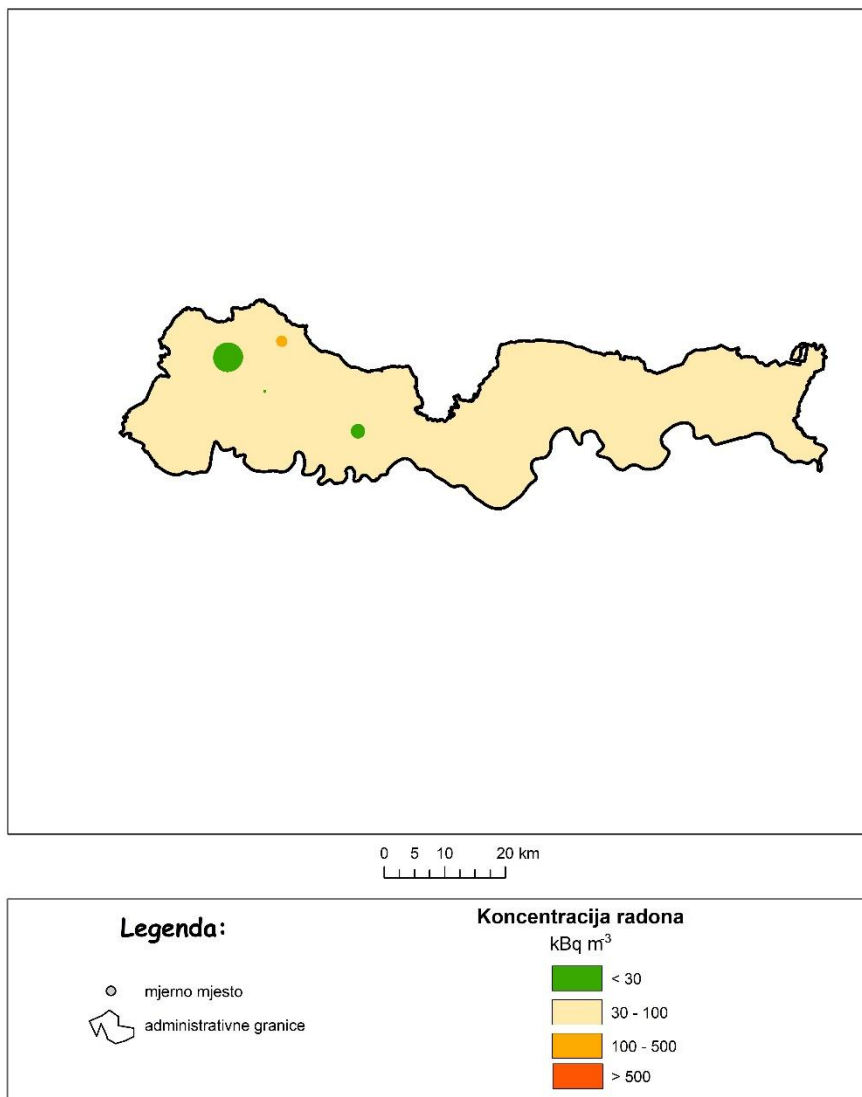 0 5 10 20 km
Legenda:
mjerno mjesto
administrativne granice
Koncentracija radona
kBq m⁻³
< 30
30 - 100
100 - 500
> 500